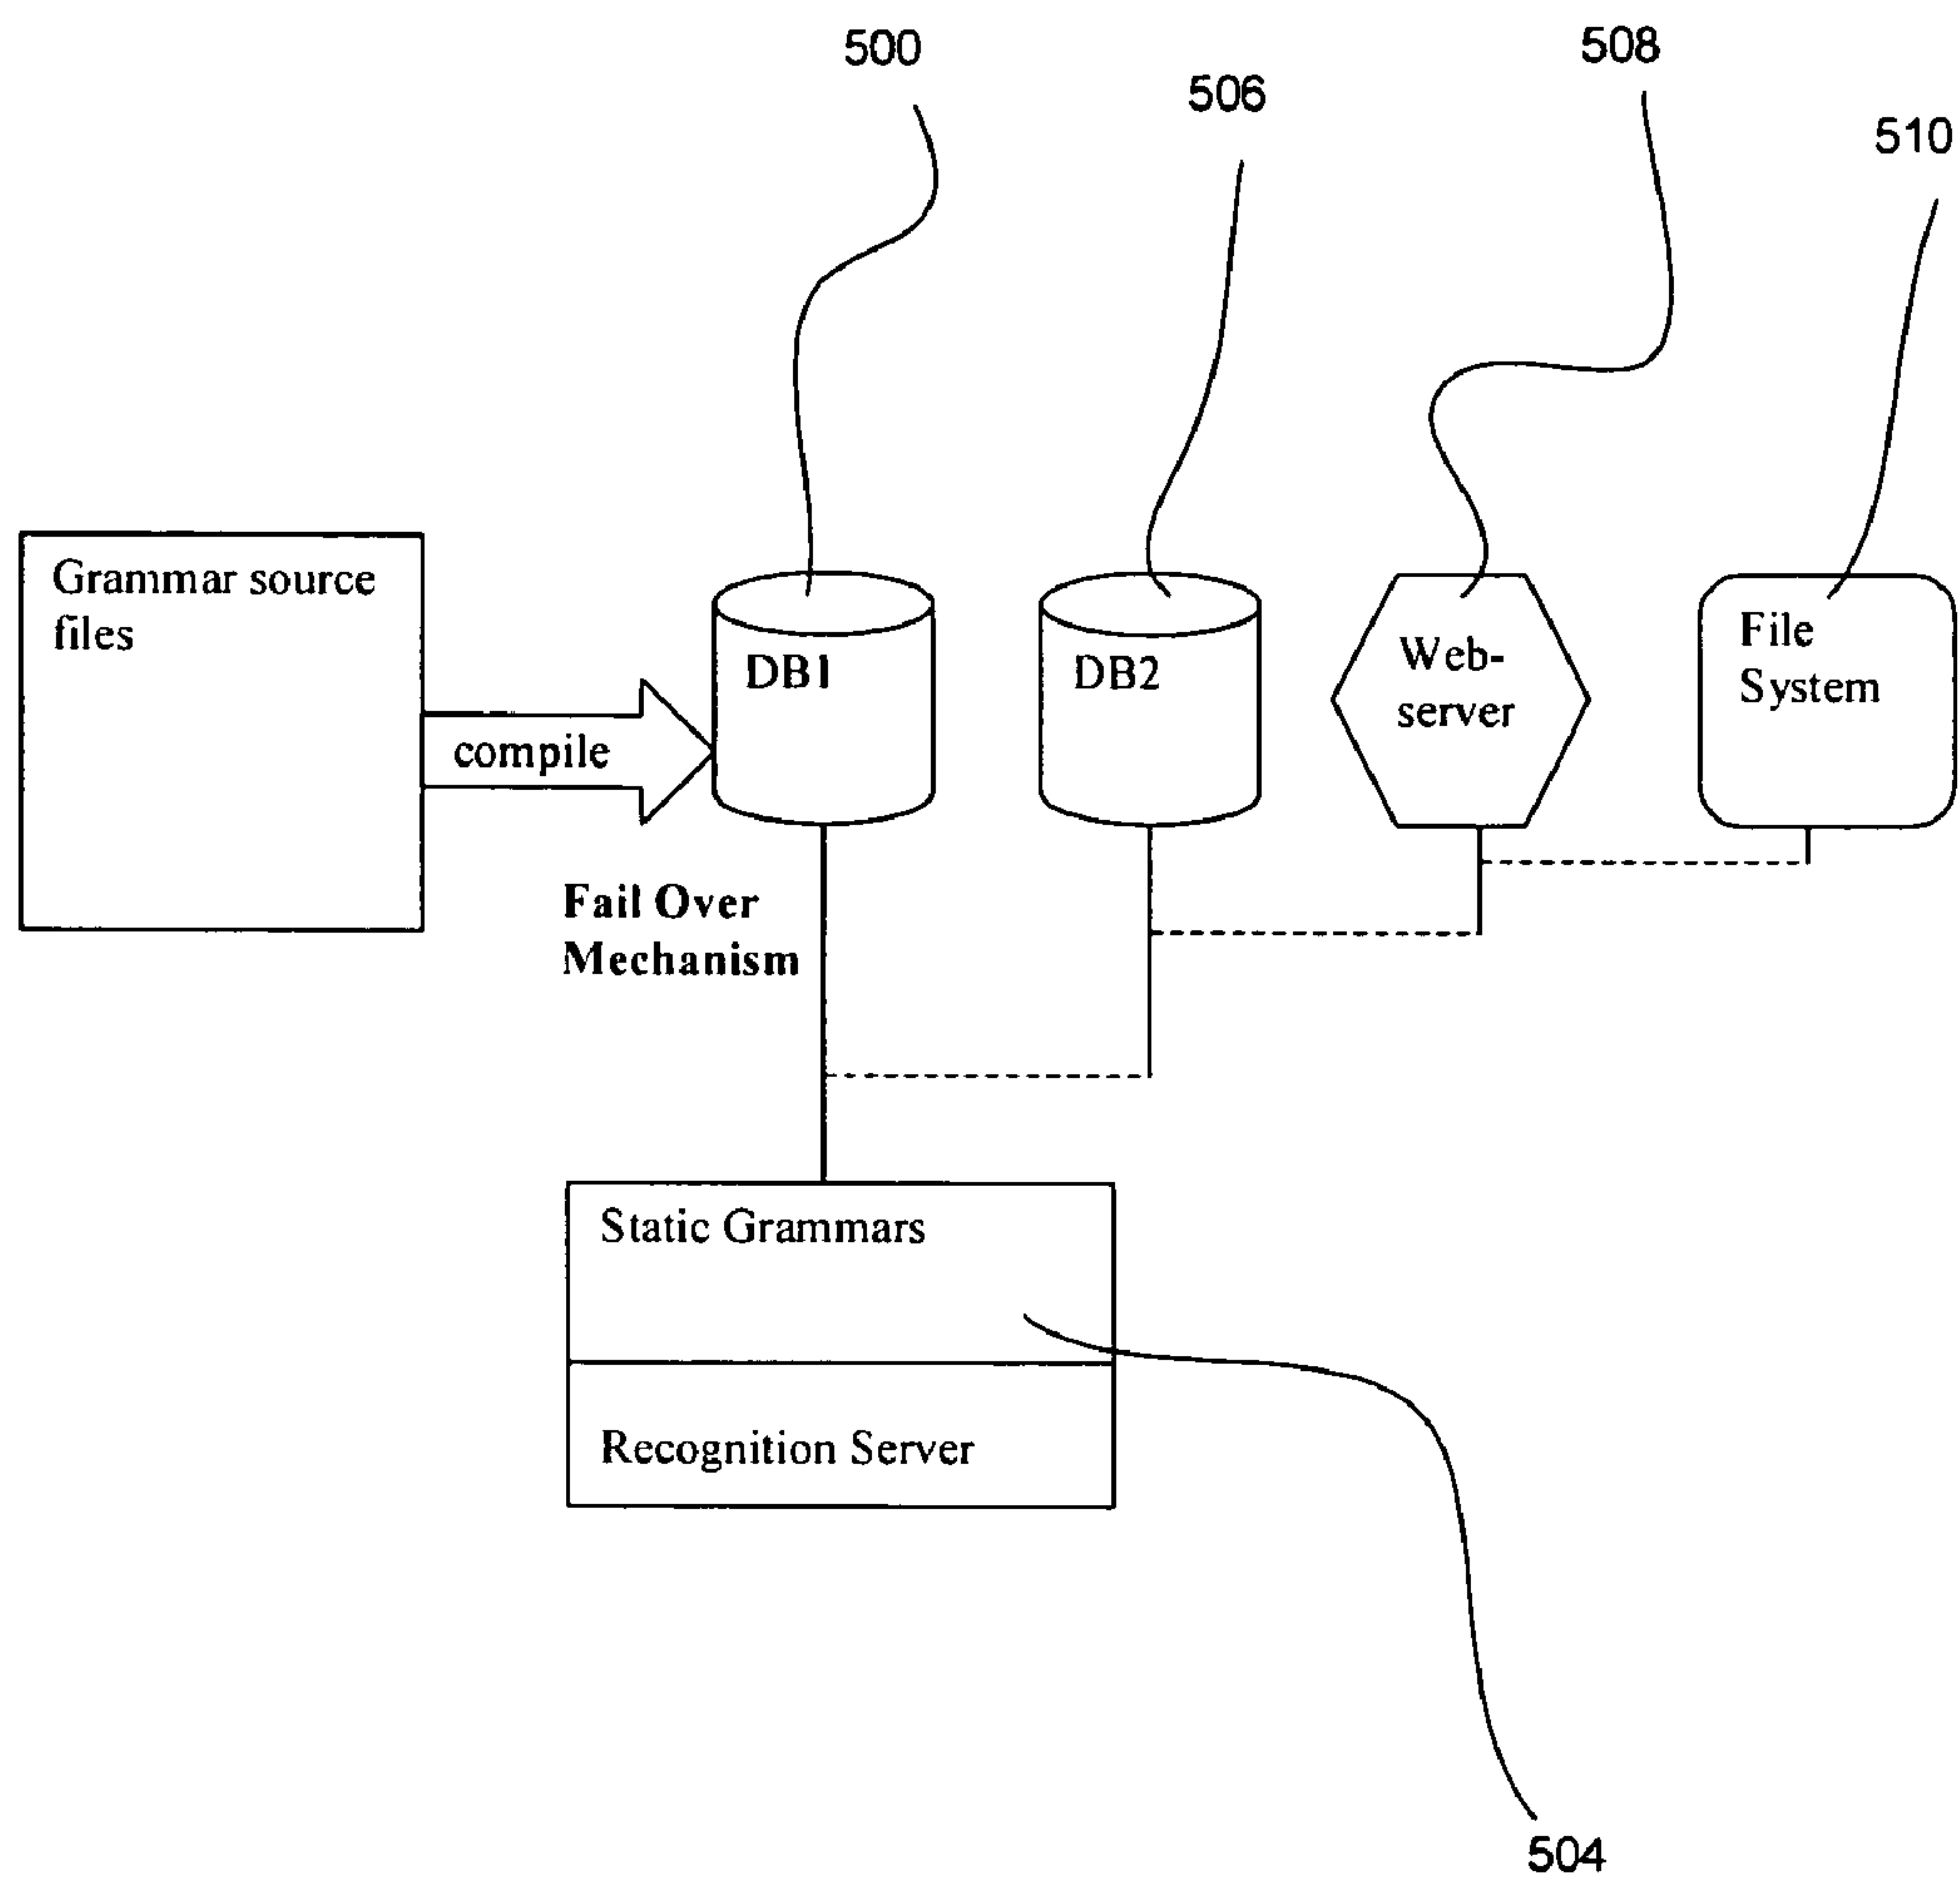 500
506
508
510
Grammar source
files
compile
DB1
DB2
Web-
server
File
System
Fail Over
Mechanism
Static Grammars
Recognition Server
504